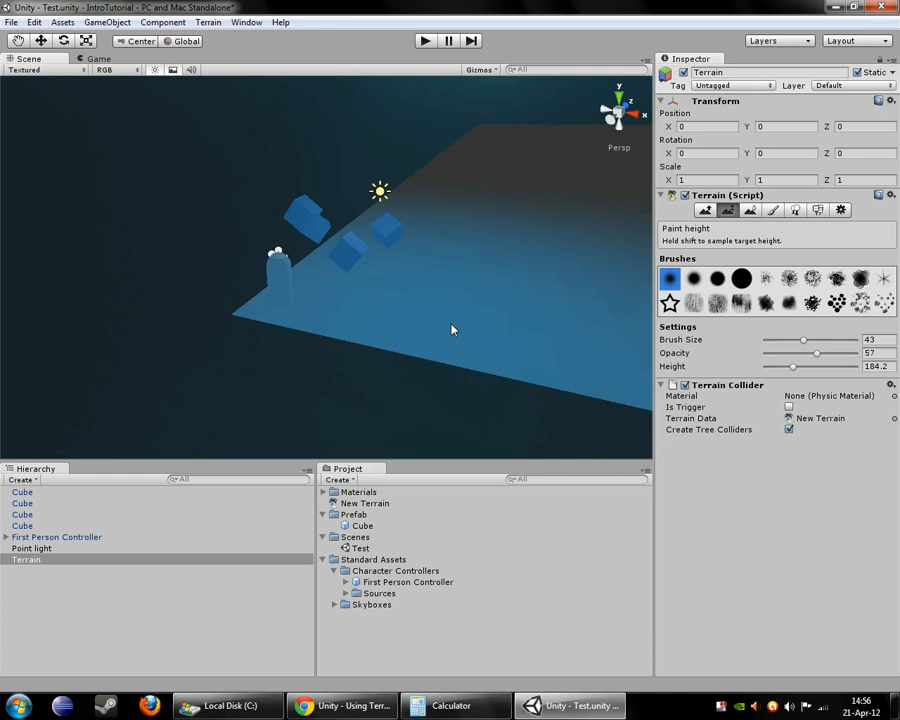 Unity - Test.unity - IntroTutorial - PC and Mac Standalone*
File Edit Assets GameObject Component Terrain Window Help
Center Global Layers Layout
Scene Game
Textured RGB Gizmos All
y
z
x
Persp
Inspector
Terrain Static
Tag Untagged Layer Default
Transform
Position
X 0 Y 0 Z 0
Rotation
X 0 Y 0 Z 0
Scale
X 1 Y 1 Z 1
Terrain (Script)
Paint height
Hold shift to sample target height.
Brushes
Settings
Brush Size 43
Opacity 57
Height 184.2
Terrain Collider
Material None (Physic Material)
Is Trigger
Terrain Data New Terrain
Create Tree Colliders
Hierarchy
Create All
Cube
Cube
Cube
Cube
First Person Controller
Point light
Terrain
Project
Create All
Materials
New Terrain
Prefab
Cube
Scenes
Test
Standard Assets
Character Controllers
First Person Controller
Sources
Skyboxes
Local Disk (C:) Unity - Using Terr... Calculator Unity - Test.unity ...
14:56
21-Apr-12